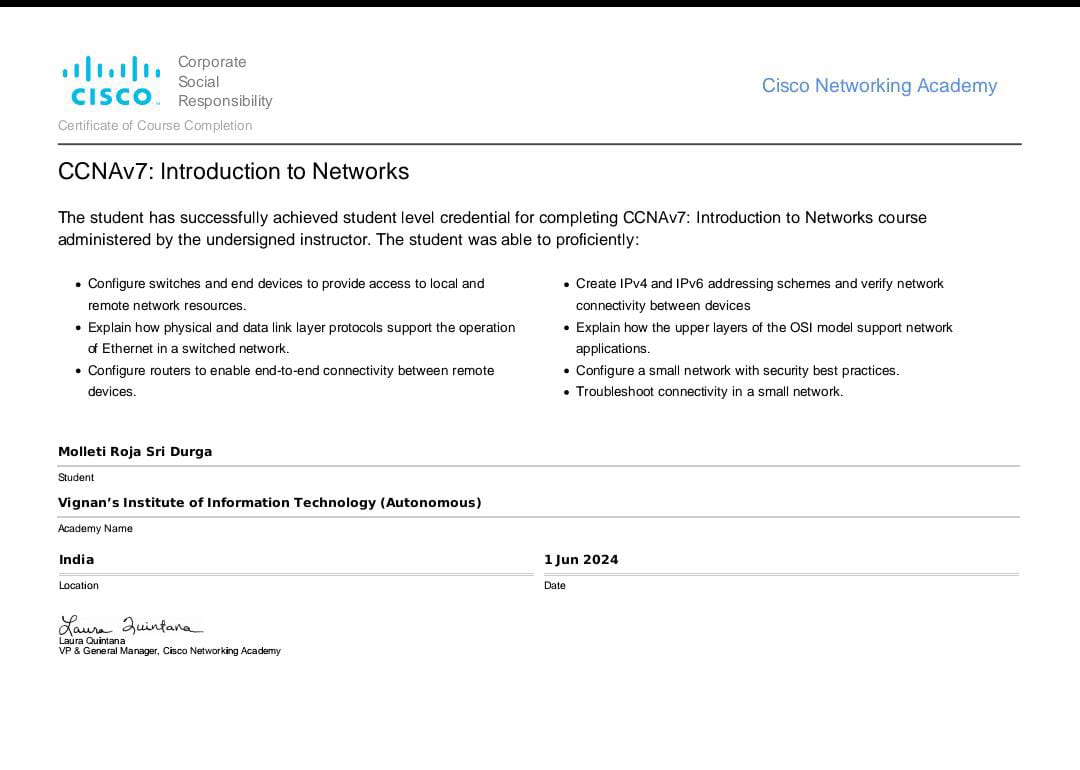 CISCO
Corporate
Social
Responsibility
Cisco Networking Academy
Certificate of Course Completion
CCNAv7: Introduction to Networks
The student has successfully achieved student level credential for completing CCNAv7: Introduction to Networks course
administered by the undersigned instructor. The student was able to proficiently:
• Configure switches and end devices to provide access to local and
remote network resources.
• Explain how physical and data link layer protocols support the operation
of Ethernet in a switched network.
• Configure routers to enable end-to-end connectivity between remote
devices.
• Create IPv4 and IPv6 addressing schemes and verify network
connectivity between devices
• Explain how the upper layers of the OSI model support network
applications.
• Configure a small network with security best practices.
• Troubleshoot connectivity in a small network.
Molleti Roja Sri Durga
Student
Vignan’s Institute of Information Technology (Autonomous)
Academy Name
India
Location
1 Jun 2024
Date
Laura Quintana
Laura Quintana
VP & General Manager, Cisco Networking Academy